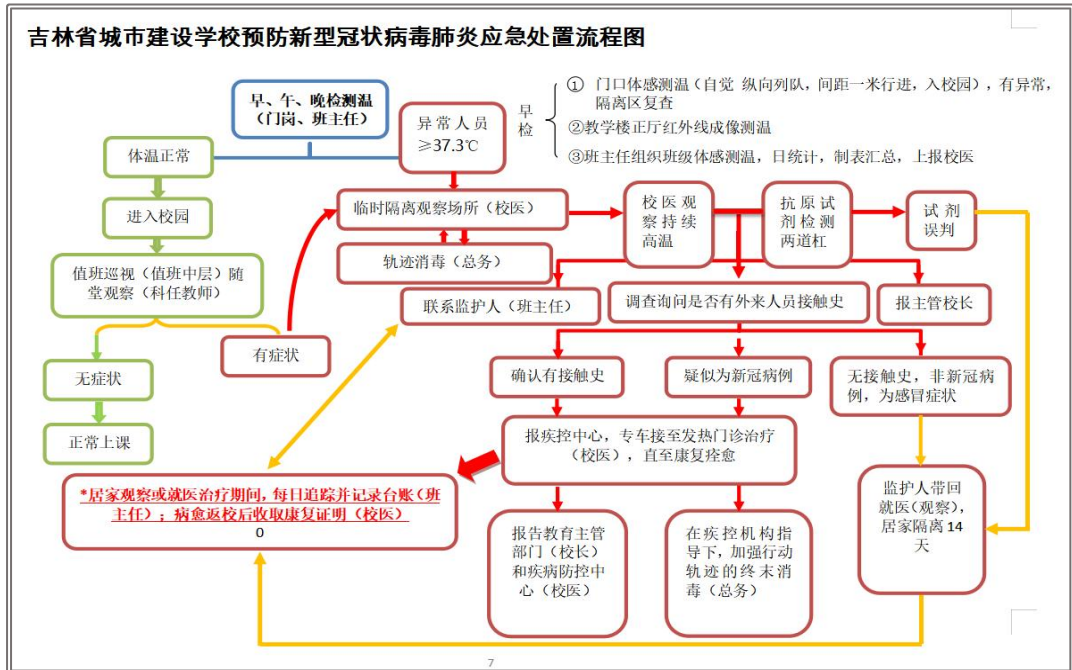 吉林省城市建设学校预防新型冠状病毒肺炎应急处置流程图
早、午、晚检测温
（门岗、班主任）
异常人员
≥37.3℃
早
检
① 门口体感测温（自觉 纵向列队，间距一米行进，入校园），有异常，
隔离区复查
②教学楼正厅红外线成像测温
③班主任组织班级体感测温，日统计，制表汇总，上报校医
体温正常
进入校园
值班巡视（值班中层）随
堂观察（科任教师）
无症状
正常上课
有症状
临时隔离观察场所（校医）
轨迹消毒（总务）
校医观
察持续
高温
抗原试
剂检测
两道杠
试剂
误判
联系监护人（班主任）
调查询问是否有外来人员接触史
报主管校长
确认有接触史
疑似为新冠病例
无接触史，非新冠病
例，为感冒症状
报疾控中心，专车接至发热门诊治疗
（校医），直至康复痊愈
*居家观察或就医治疗期间，每日追踪并记录台账（班
主任）；病愈返校后收取康复证明（校医）
0
报告教育主管
部门（校长）
和疾病防控中
心（校医）
在疾控机构指
导下，加强行动
轨迹的终末消
毒（总务）
监护人带回
就医（观察），
居家隔离 14
天
7